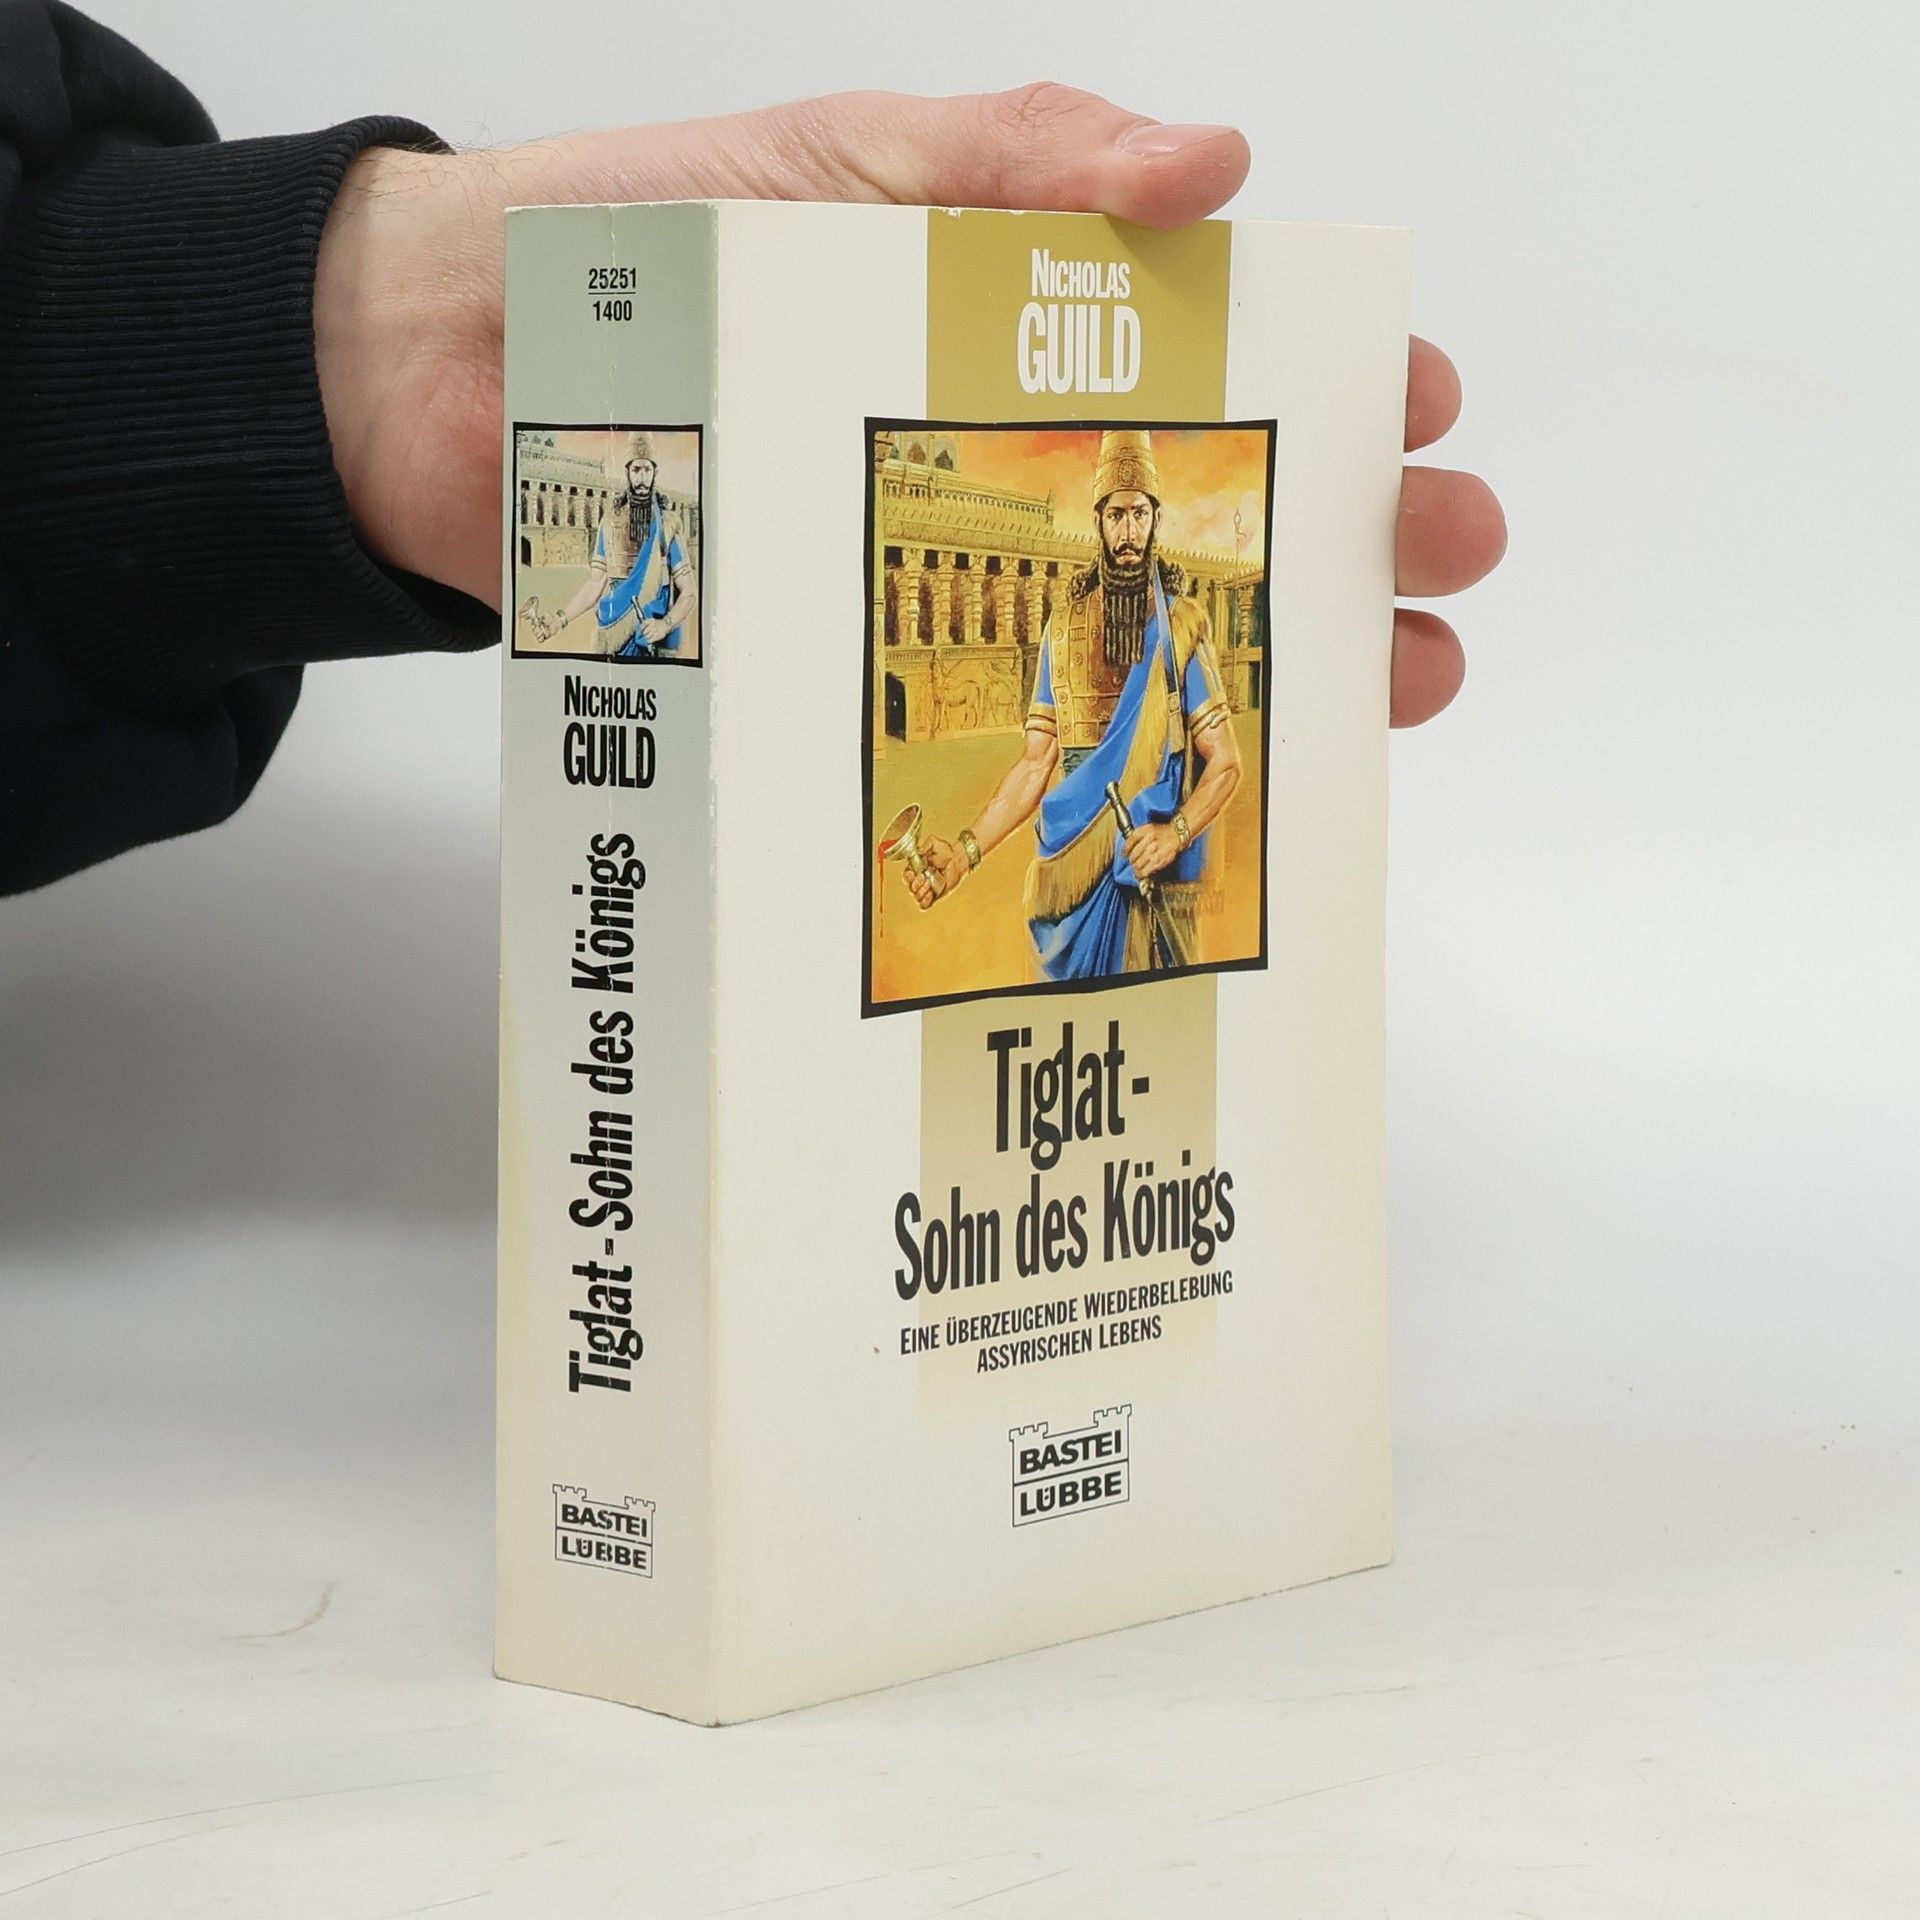 25251
1400
NICHOLAS
GUILD
Tiglat-Sohn des Königs
BASTEI
LÜBBE
NICHOLAS
GUILD
Tiglat-
Sohn des Königs
EINE ÜBERZEUGENDE WIEDERBELEBUNG
ASSYRISCHEN LEBENS
BASTEI
LÜBBE